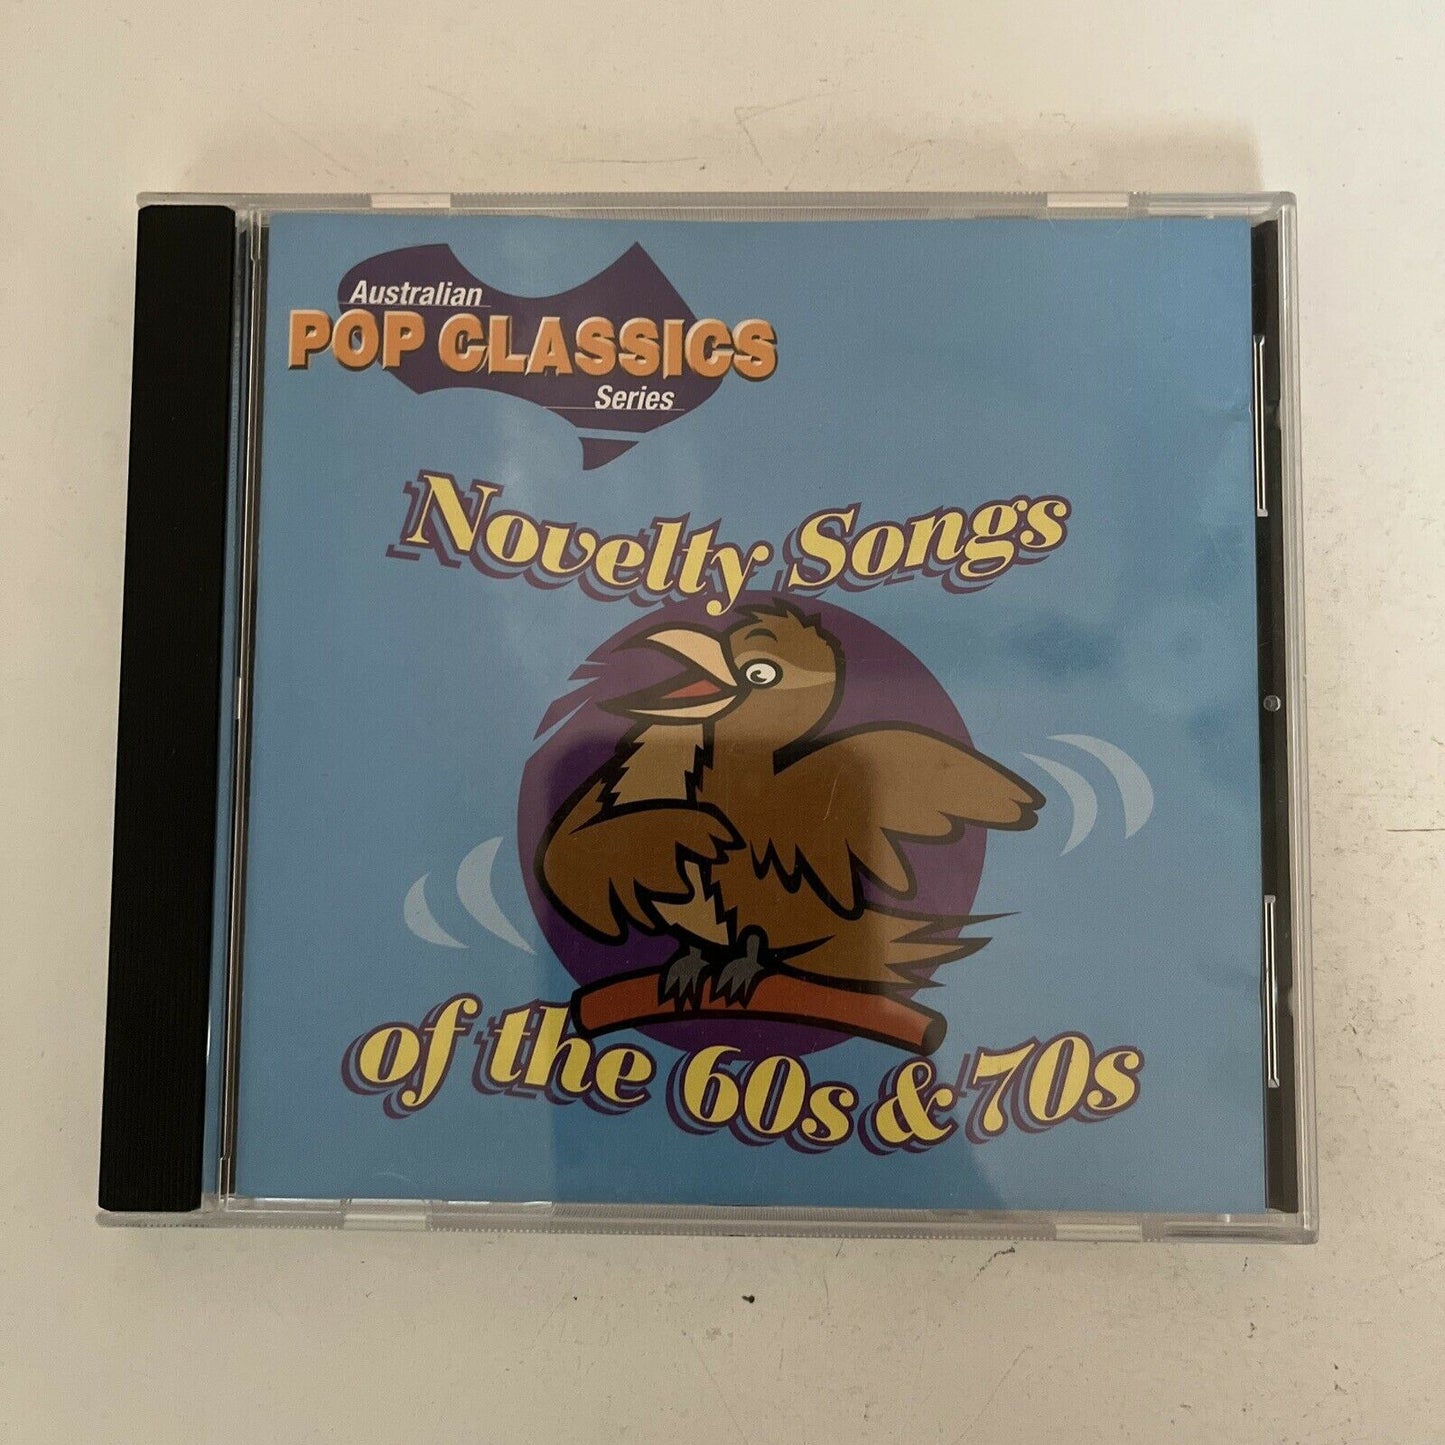 Australian
POP CLASSICS
Series
Novelty Songs
of the 60s & 70s